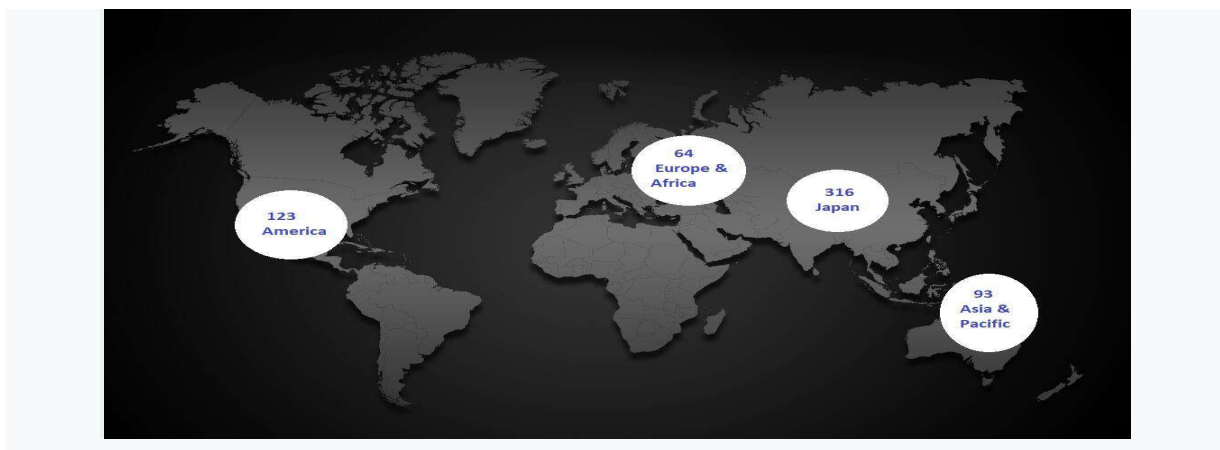 64
Europe &
Africa
316
Japan
123
America
93
Asia &
Pacific